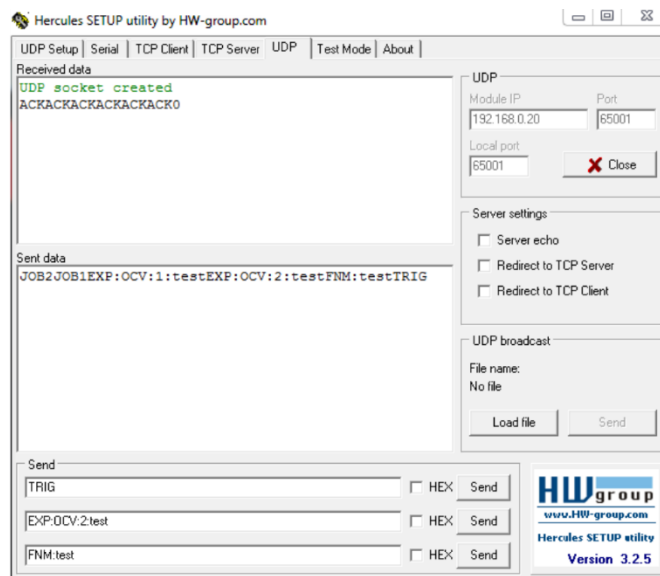 Hercules SETUP utility by HW-group.com
UDP Setup Serial TCP Client TCP Server UDP Test Mode About
Received data
UDP socket created
ACKACKACKACKACKACK0
Sent data
JOB2JOB1EXP:OCV:1:testEXP:OCV:2:testFNM:testTRIG
UDP
Module IP Port
192.168.0.20 65001
Local port
65001 Close
Server settings
Server echo
Redirect to TCP Server
Redirect to TCP Client
UDP broadcast
File name:
No file
Load file Send
Send
TRIG HEX Send
EXP:OCV:2:test HEX Send
FNM:test HEX Send
HW group
www.HW-group.com
Hercules SETUP utility
Version 3.2.5